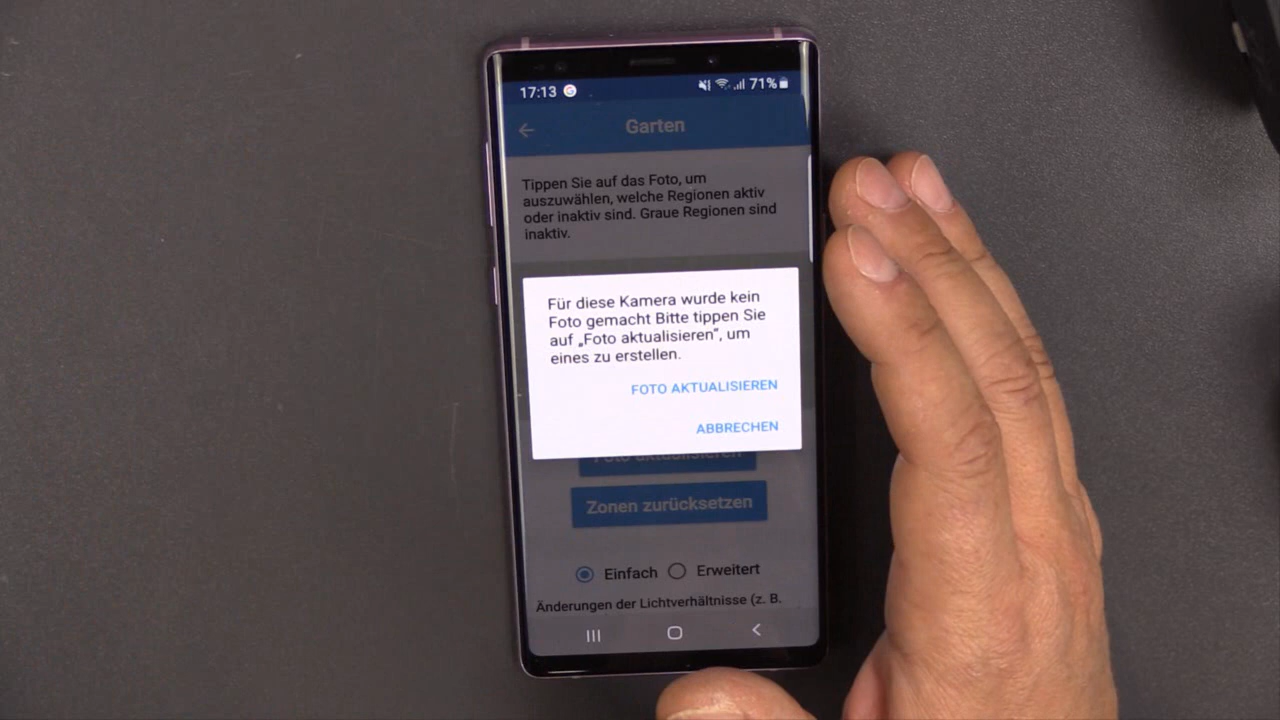 17:13
71%
Garten
Tippen Sie auf das Foto, um
auszuwählen, welche Regionen aktiv
oder inaktiv sind. Graue Regionen sind
inaktiv.
Für diese Kamera wurde kein
Foto gemacht Bitte tippen Sie
auf „Foto aktualisieren“, um
eines zu erstellen.
FOTO AKTUALISIEREN
ABBRECHEN
Foto aktualisieren
Zonen zurücksetzen
Einfach Erweitert
Änderungen der Lichtverhältnisse (z. B.